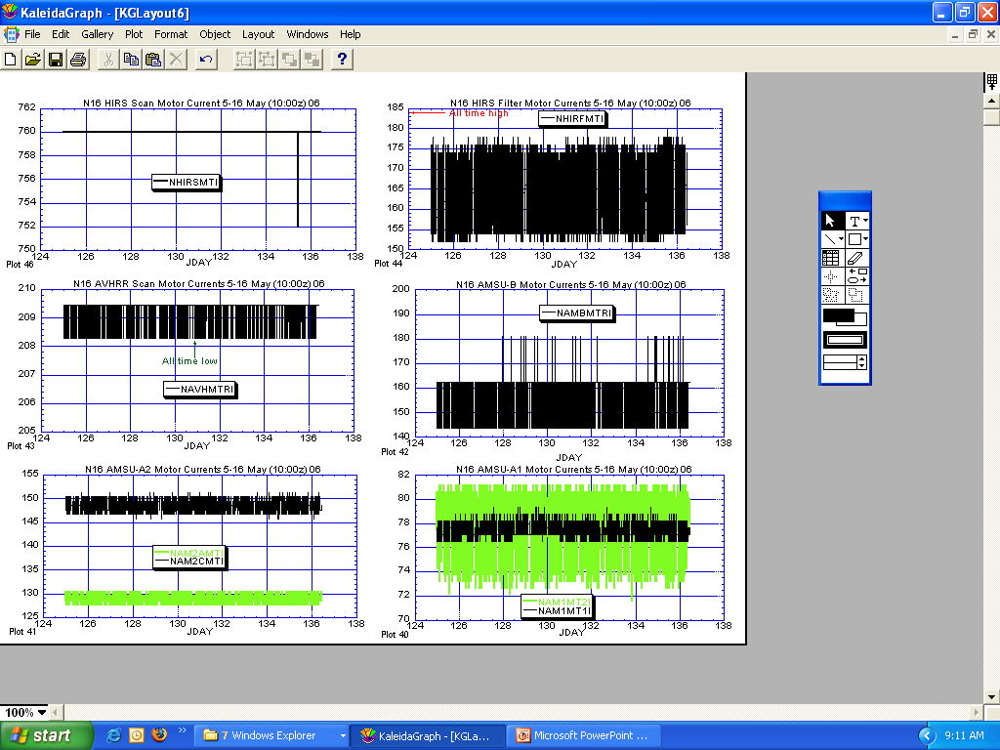 KaleidaGraph - [KGLayout6]
File Edit Gallery Plot Format Object Layout Windows Help
N16 HIRS Scan Motor Current 5-16 May (10:00z) 06
762
760
758
756
754
752
750
NHIRSMTI
124 126 128 130 132 134 136 138
JDAY
Plot 46
N16 HIRS Filter Motor Currents 5-16 May (10:00z) 06
185
180
175
170
165
160
155
150
All time high
NHIRFMTI
124 126 128 130 132 134 136 138
JDAY
Plot 44
N16 AVHRR Scan Motor Currents 5-16 May (10:00z) 06
210
209
208
207
206
205
All time low
NAVHMTRI
124 126 128 130 132 134 136 138
Plot 43
N16 AMSU-B Motor Currents 5-16 May (10:00z) 06
200
190
180
170
160
150
140
NAMBMTRI
124 126 128 130 132 134 136 138
JDAY
Plot 42
N16 AMSU-A2 Motor Currents 5-16 May (10:00z) 06
155
150
145
140
135
130
125
NAM2AMTI
NAM2CMTI
124 126 128 130 132 134 136 138
JDAY
Plot 41
N16 AMSU-A1 Motor Currents 5-16 May (10:00z) 06
82
80
78
76
74
72
70
NAM1MT2I
NAM1MT1I
124 126 128 130 132 134 136 138
JDAY
Plot 40
T
100%
start
7 Windows Explorer
KaleidaGraph - [KGLa...
Microsoft PowerPoint ...
9:11 AM